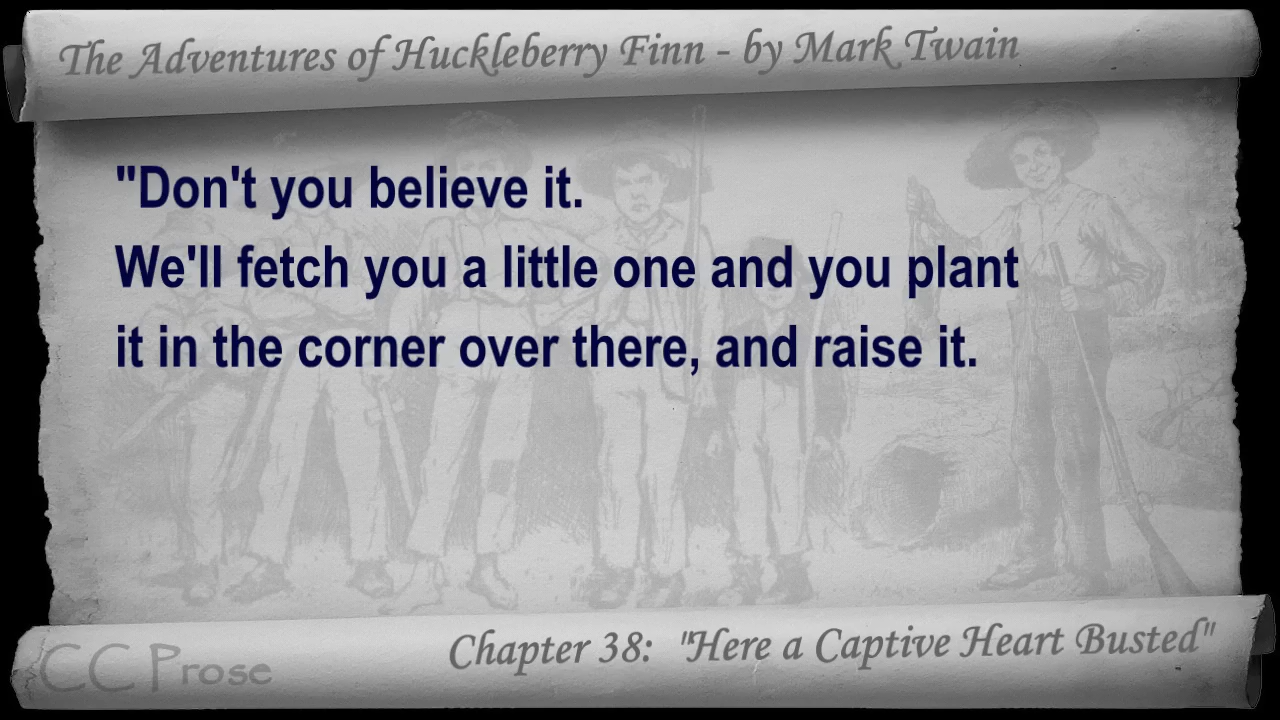 The Adventures of Huckleberry Finn - by Mark Twain
"Don't you believe it.
We'll fetch you a little one and you plant
it in the corner over there, and raise it.
Chapter 38: "Here a Captive Heart Busted"
CC Prose